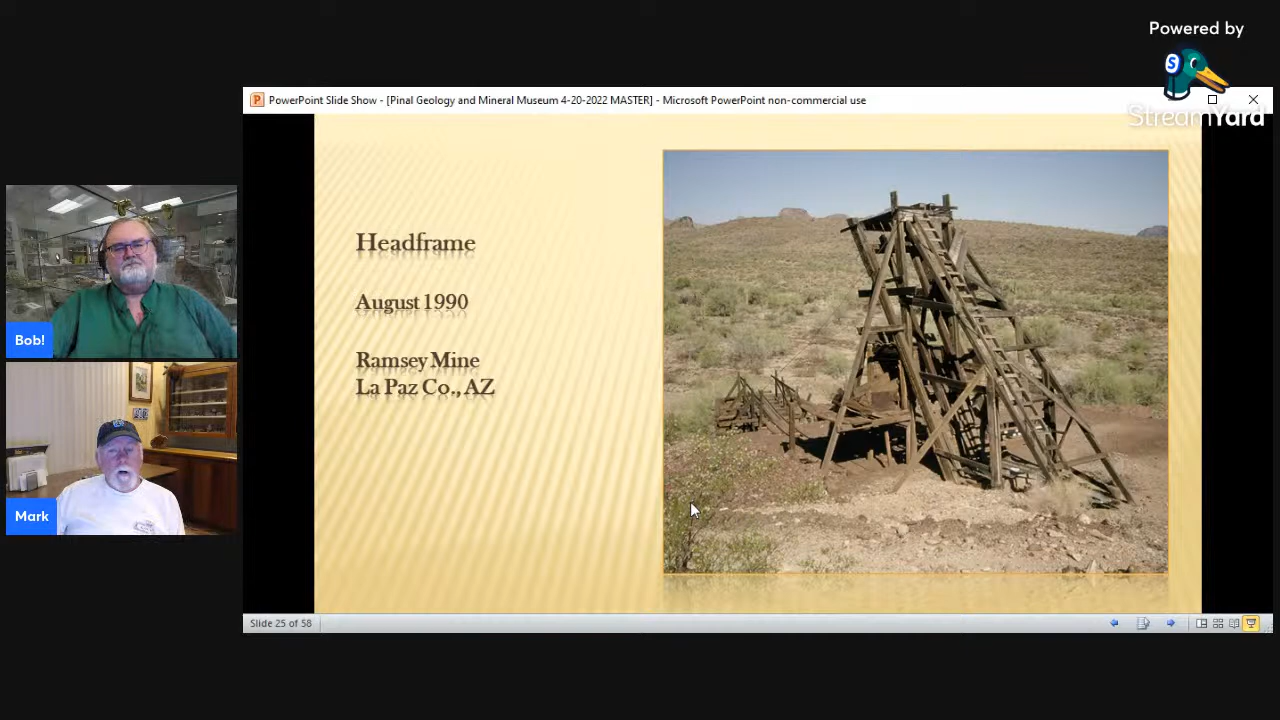 Powered by
StreamYard
PowerPoint Slide Show - [Pinal Geology and Mineral Museum 4-20-2022 MASTER] - Microsoft PowerPoint non-commercial use
Headframe
August 1990
Ramsey Mine
La Paz Co., AZ
Bob!
Mark
Slide 25 of 58